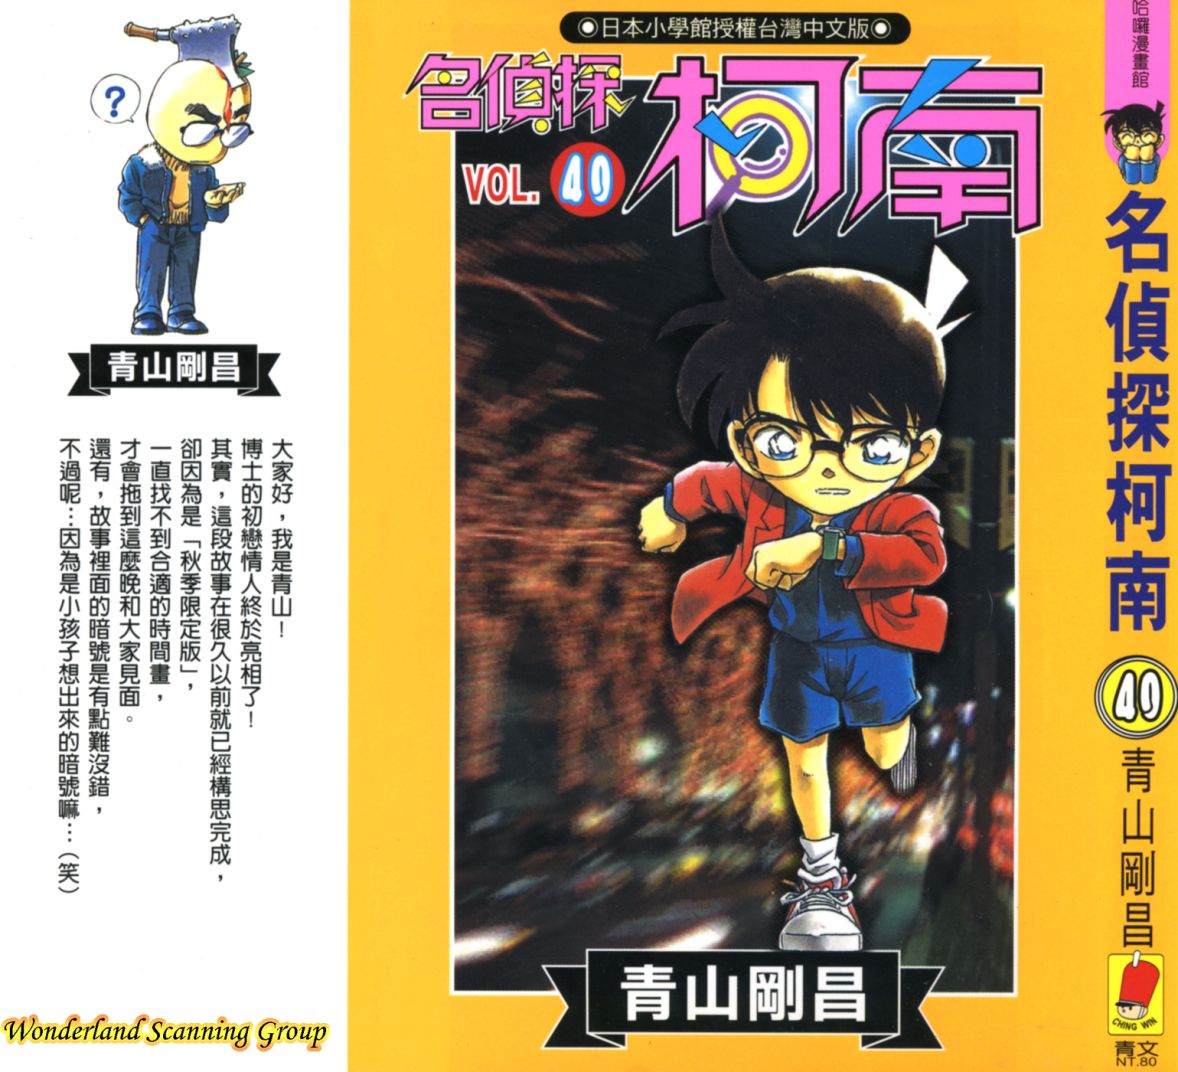 ?
青山剛昌
大家好，我是青山！
博士的初戀情人終於亮相了！
其實，這段故事在很久以前就已經構思完成，
卻因為是「秋季限定版」，
一直找不到合適的時間畫，
才會拖到這麼晚和大家見面。
還有，故事裡面的暗號是有點難沒錯，
不過呢…因為是小孩子想出來的暗號嘛…（笑）
Wonderland Scanning Group
◉日本小學館授權台灣中文版◉
名偵探
柯南
VOL. 40
青山剛昌
哈囉漫畫館
名偵探柯南
40
青山剛昌
CHING WIN
青文
NT.80